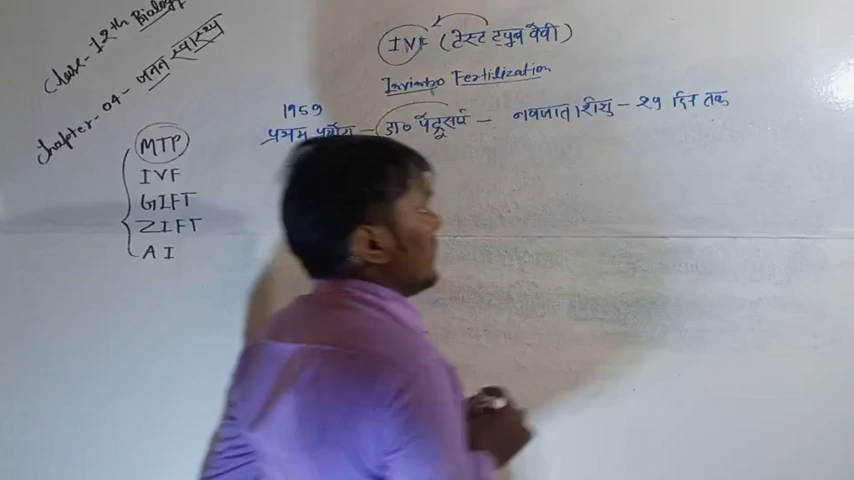 Class- 12th Biology
Chapter- 04- जनन स्वास्थ्य
MTP
IVF
GIFT
ZIFT
AI
IVF (टेस्ट ट्युब वेवी)
Invimtro Fertilization
1959
प्रथम प्रयोग - डा० पेट्रूसर्प - नवजात शिशु - 29 दिन तक